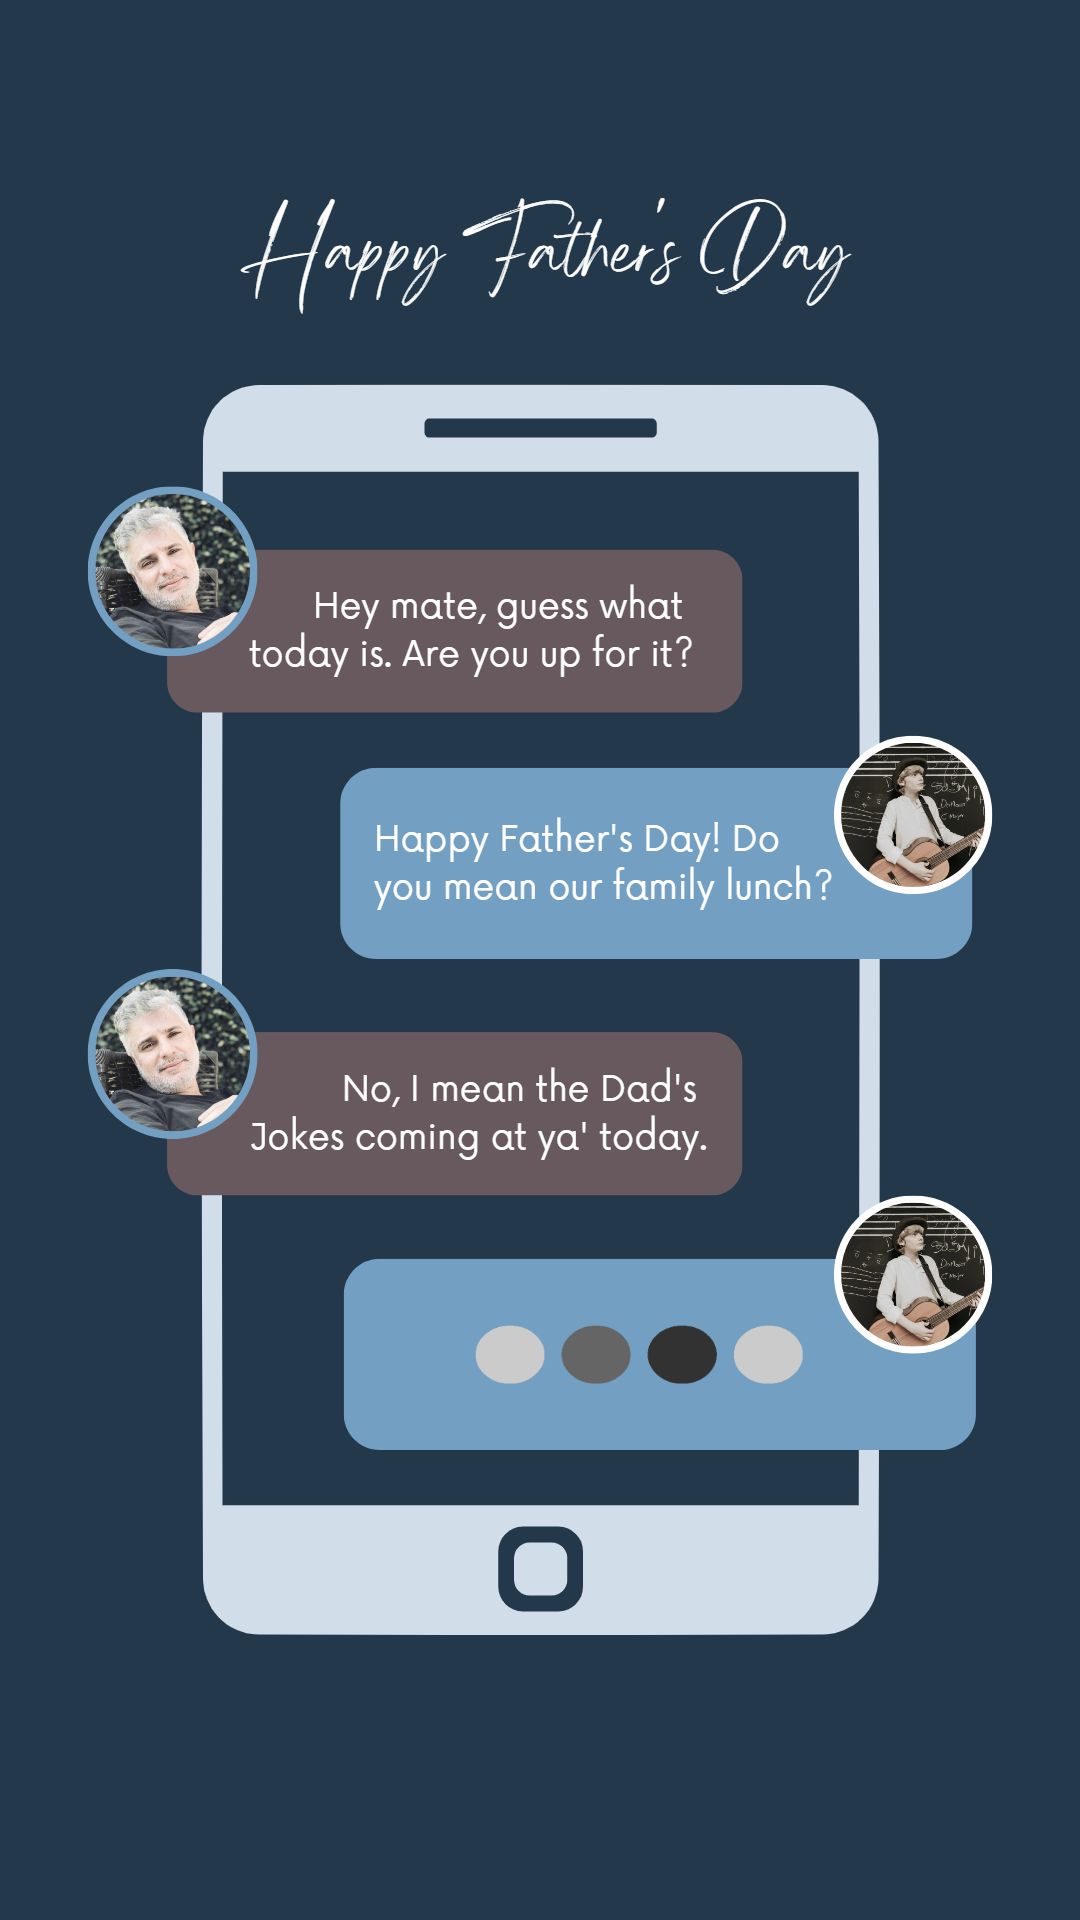 Happy Father's Day
Hey mate, guess what
today is. Are you up for it?
Happy Father's Day! Do
you mean our family lunch?
No, I mean the Dad's
Jokes coming at ya' today.